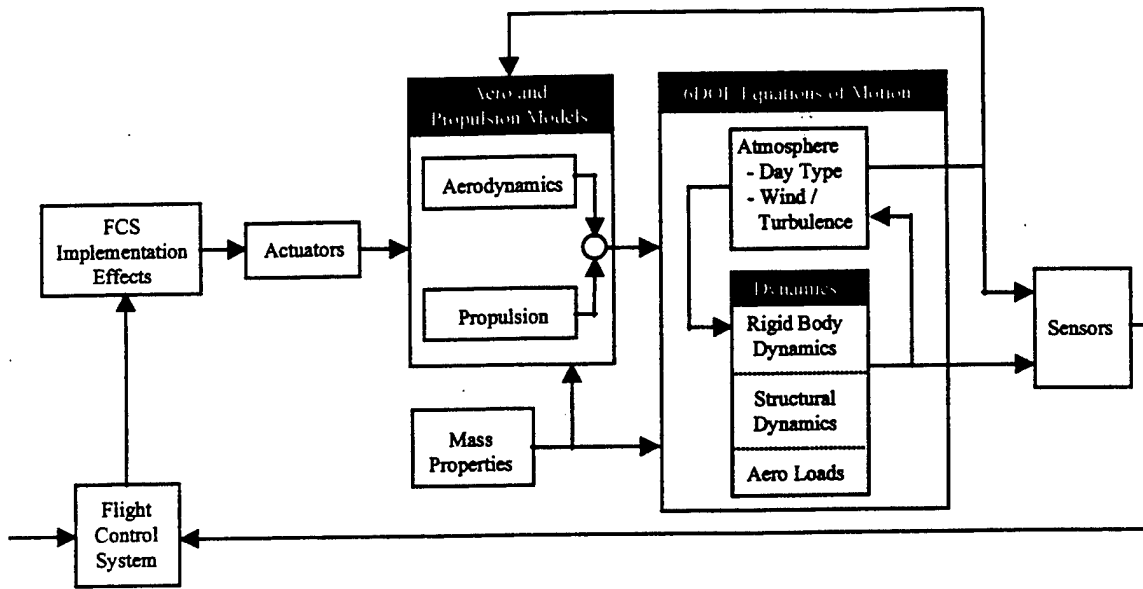 Aero and
Propulsion Models
6DOF Equations of Motion
Atmosphere
- Day Type
- Wind /
Turbulence
Aerodynamics
FCS
Implementation
Effects
Actuators
Propulsion
Dynamics
Rigid Body
Dynamics
Sensors
Structural
Dynamics
Mass
Properties
Aero Loads
Flight
Control
System